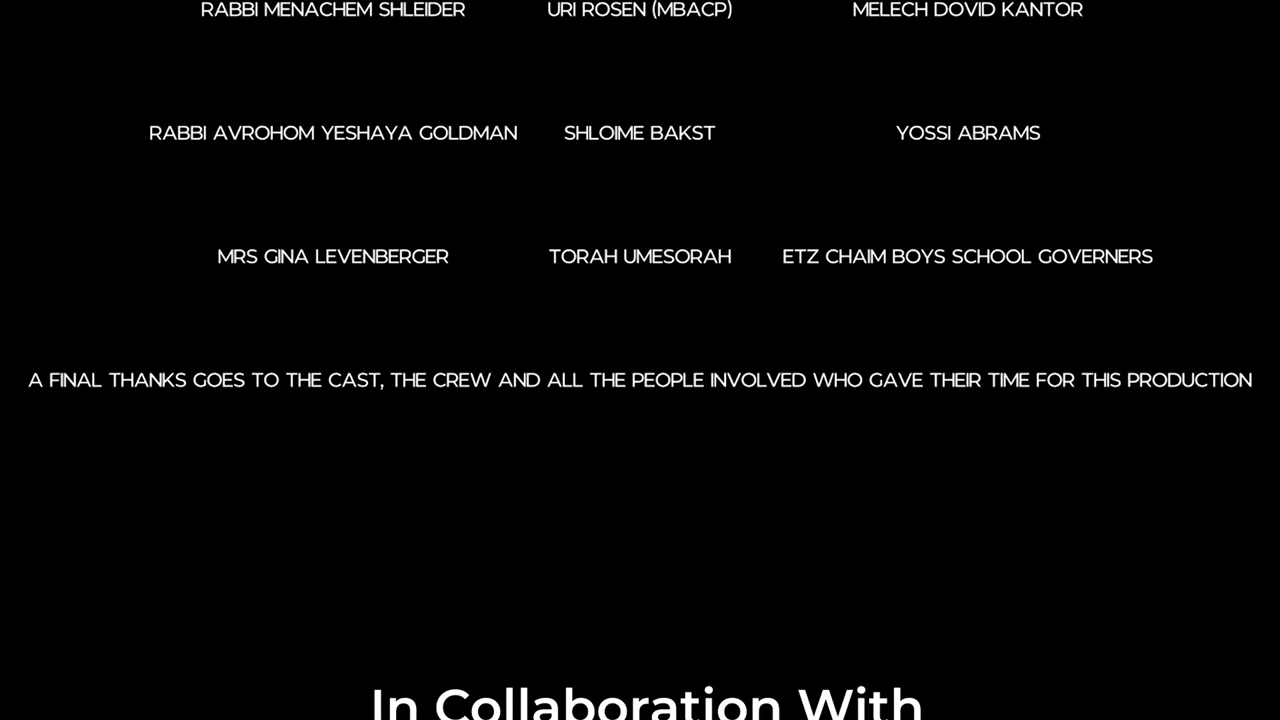 RABBI MENACHEM SHLEIDER URI ROSEN (MBACP) MELECH DOVID KANTOR
RABBI AVROHOM YESHAYA GOLDMAN SHLOIME BAKST YOSSI ABRAMS
MRS GINA LEVENBERGER TORAH UMESORAH ETZ CHAIM BOYS SCHOOL GOVERNERS
A FINAL THANKS GOES TO THE CAST, THE CREW AND ALL THE PEOPLE INVOLVED WHO GAVE THEIR TIME FOR THIS PRODUCTION
In Collaboration With